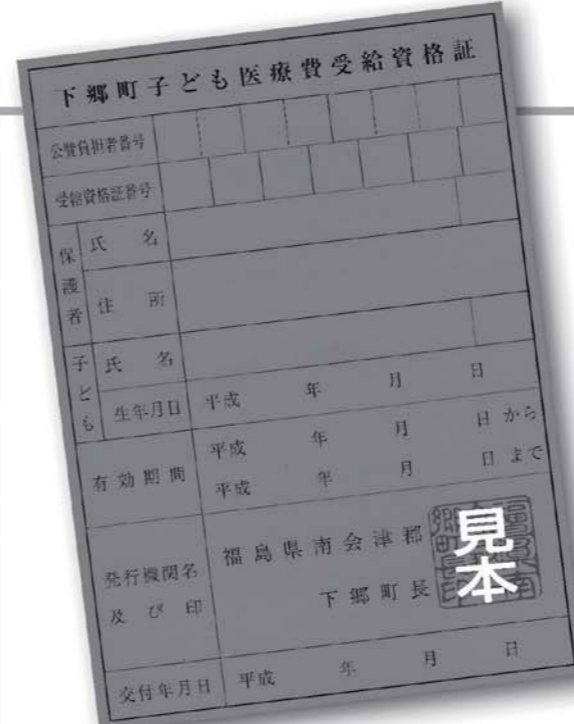 下郷町子ども医療費受給資格証
公費負担者番号
受給資格証番号
保護者
氏名
住所
子ども
氏名
生年月日 平成 年 月 日
有効期間
平成 年 月 日から
平成 年 月 日まで
発行機関名
及び印
福島県南会津郡
下郷町長
見本
交付年月日 平成 年 月 日